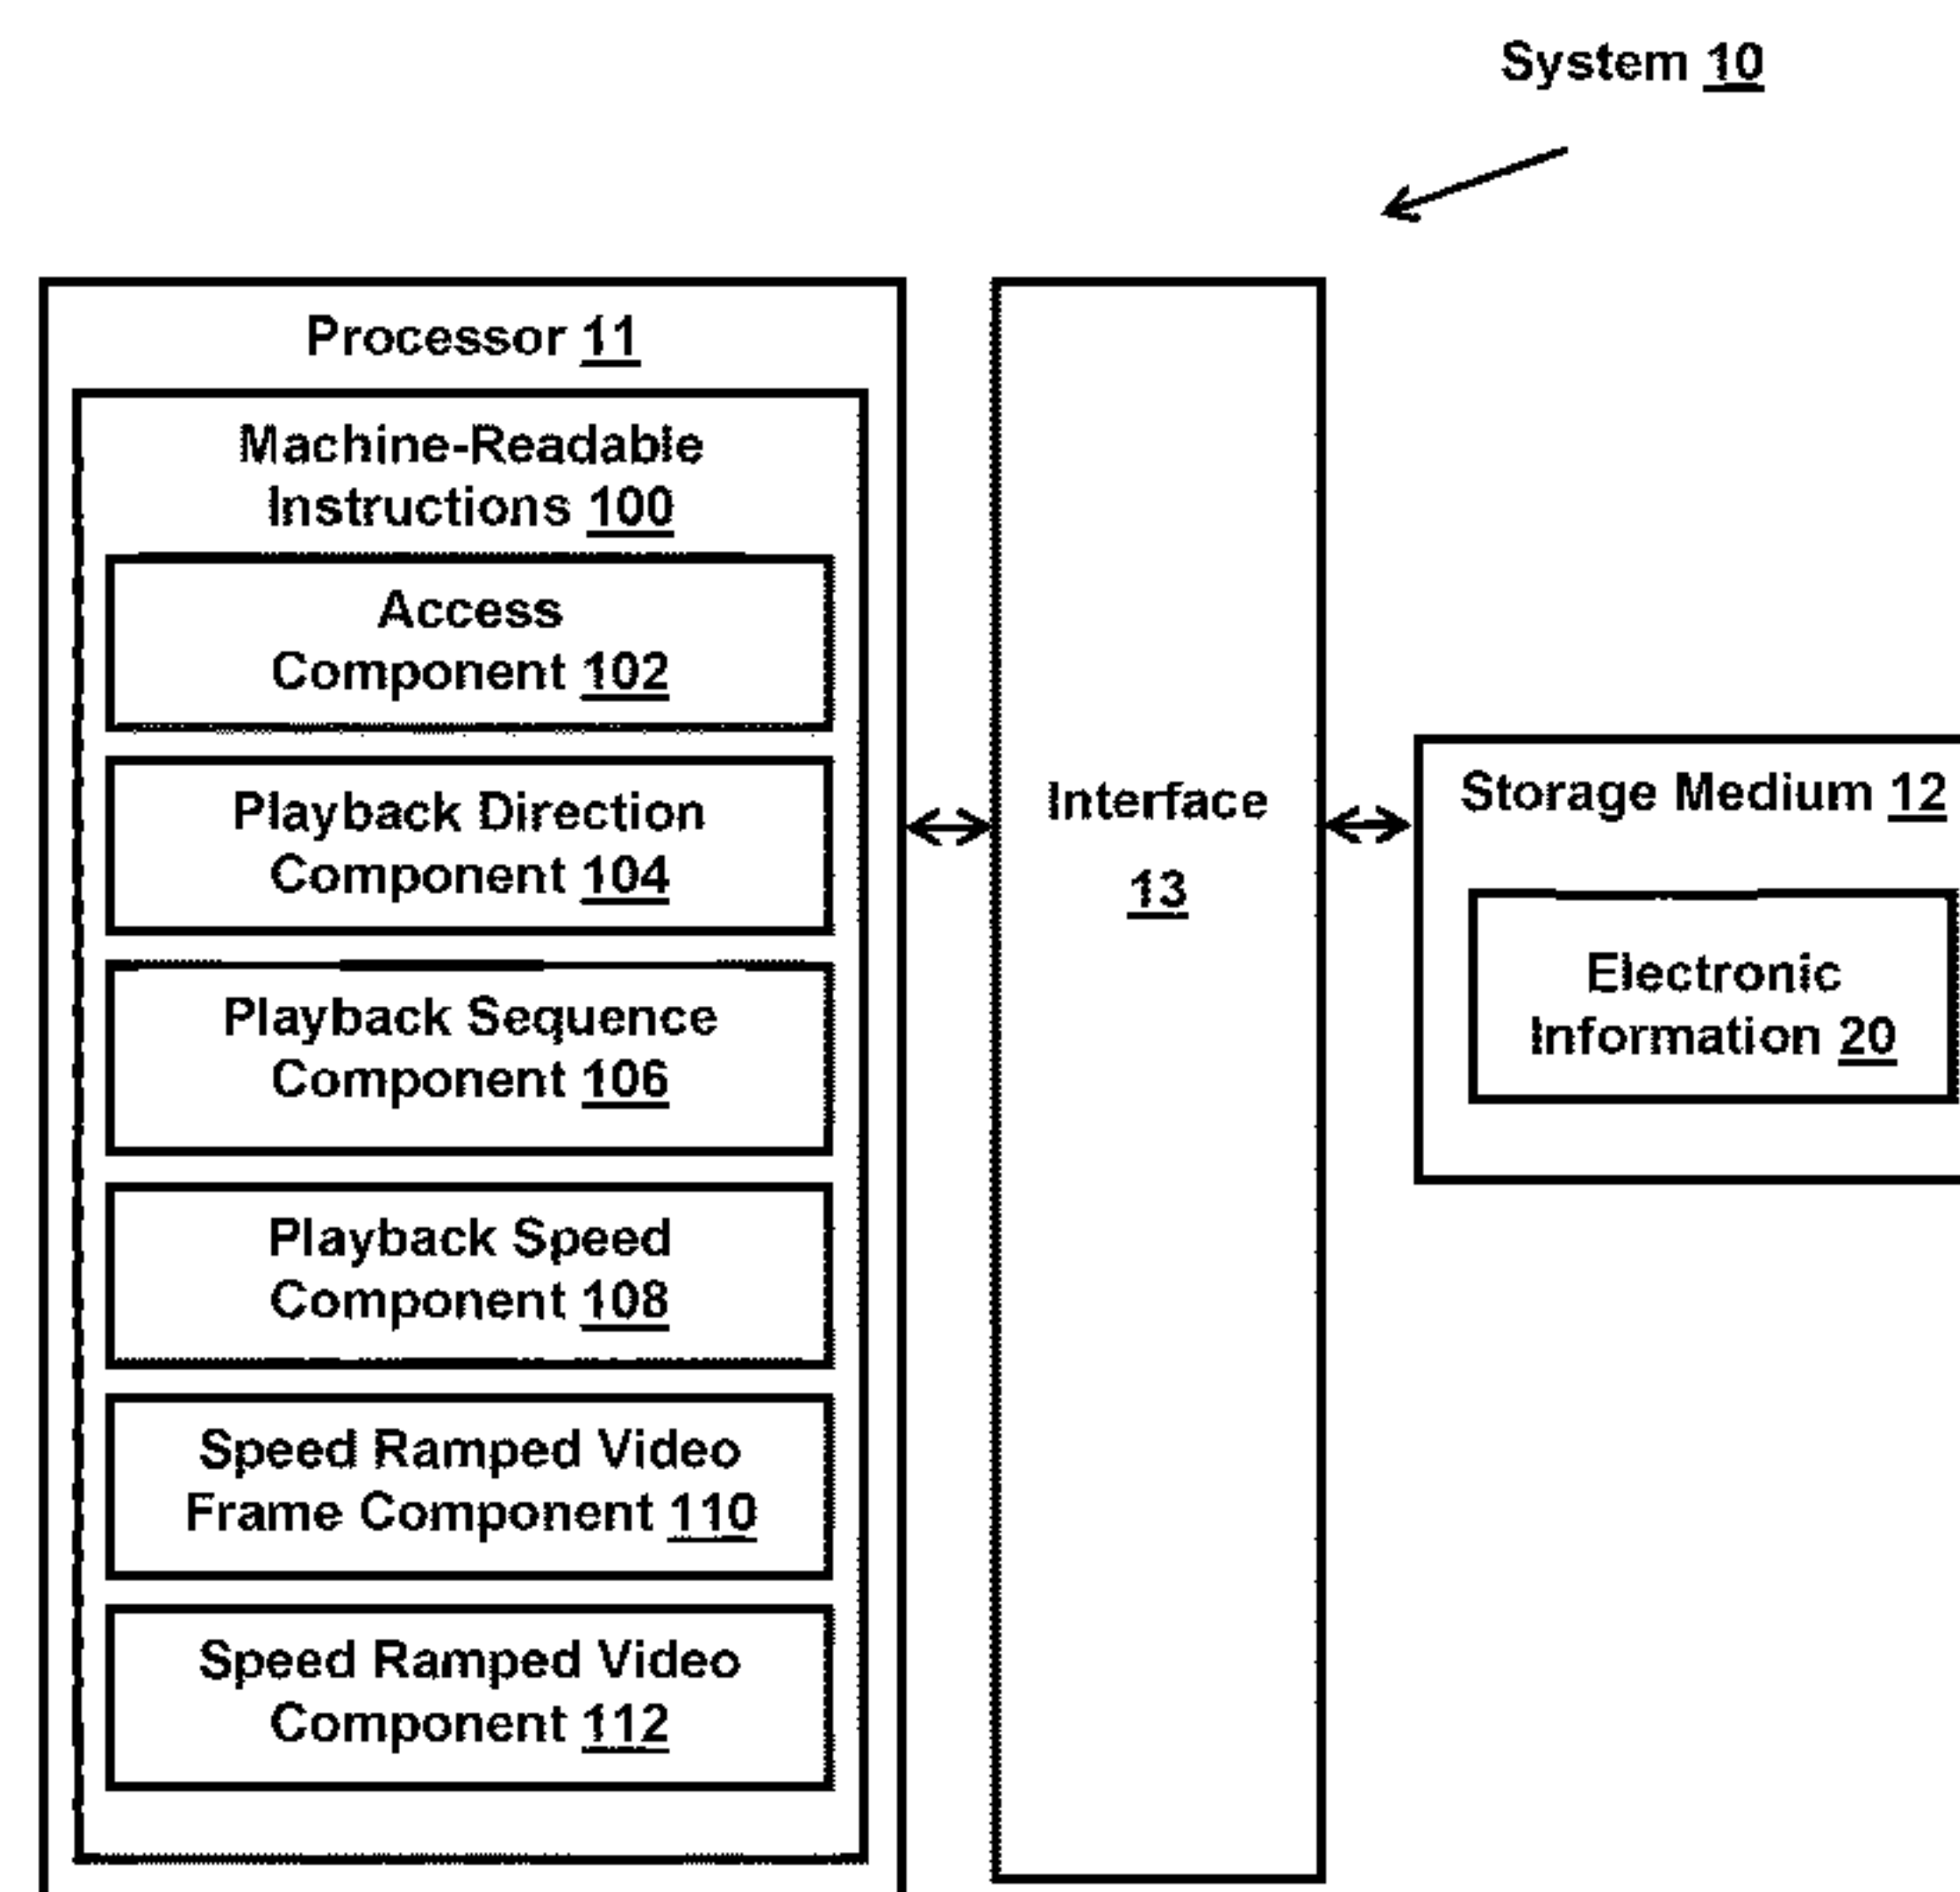 System 10
Processor 11
Machine-Readable
Instructions 100
Access
Component 102
Playback Direction
Component 104
Playback Sequence
Component 106
Playback Speed
Component 108
Speed Ramped Video
Frame Component 110
Speed Ramped Video
Component 112
Interface
13
Storage Medium 12
Electronic
Information 20